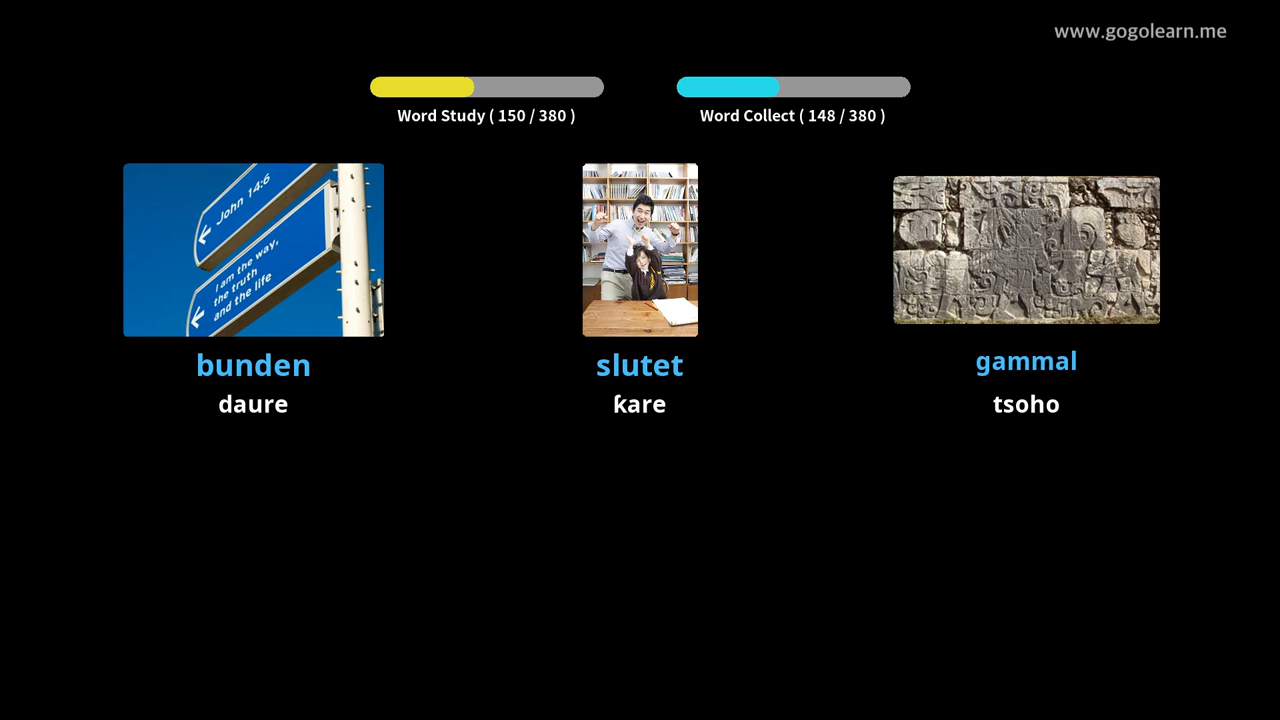 www.gogolearn.me
Word Study ( 150 / 380 )
Word Collect ( 148 / 380 )
John 14:6
I am the way,
the truth
and the life
bunden
slutet
gammal
daure
ƙare
tsoho